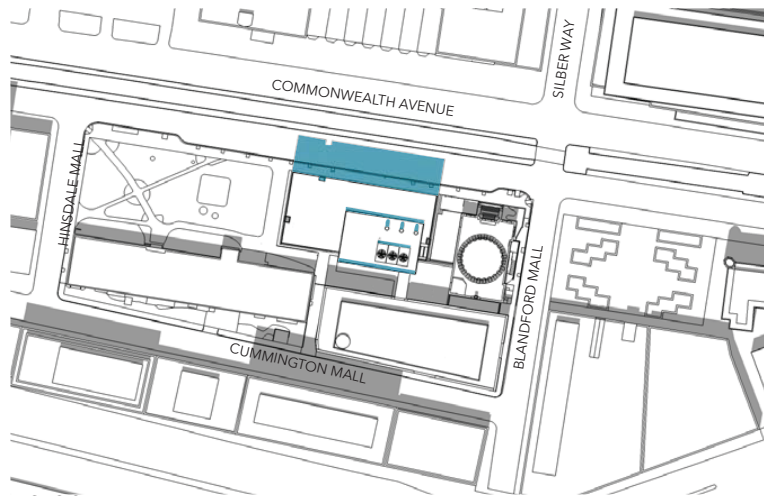 SILBER WAY
COMMONWEALTH AVENUE
HINSDALE MALL
BLANDFORD MALL
CUMMINGTON MALL